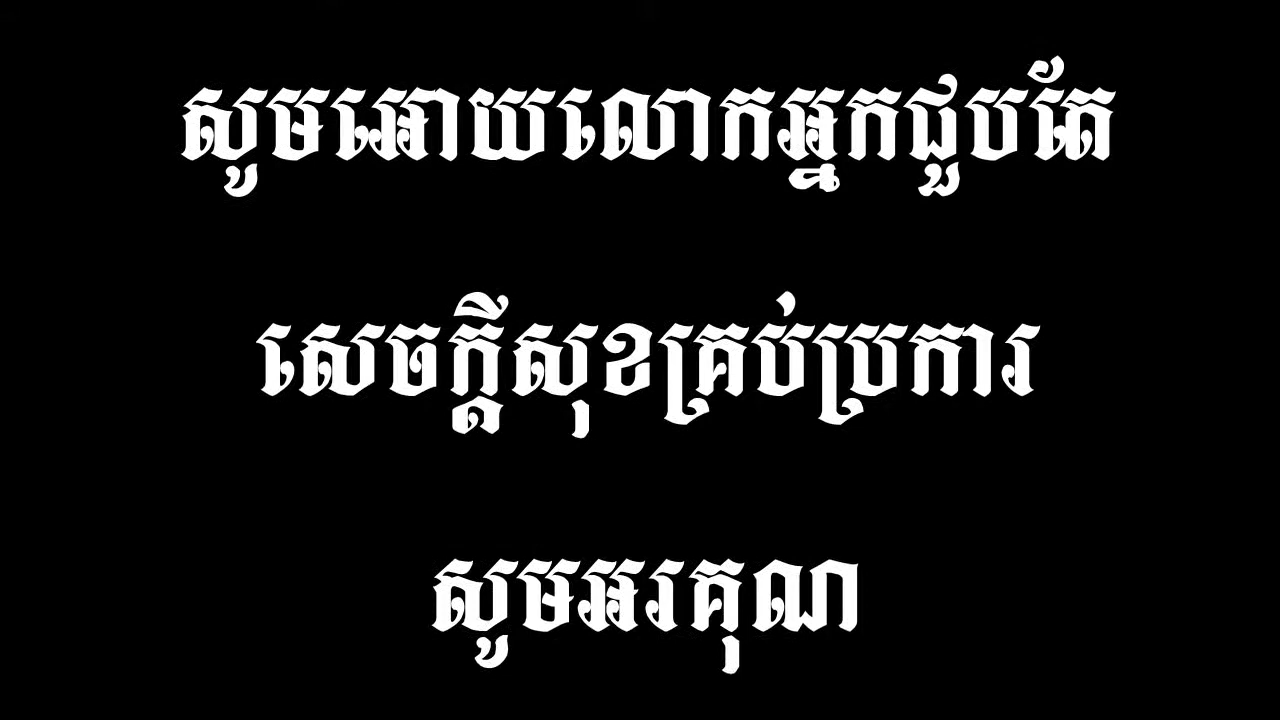 សូមអោយលោកអ្នកជួបតែ
សេចក្តីសុខគ្រប់ប្រការ
សូមអរគុណ